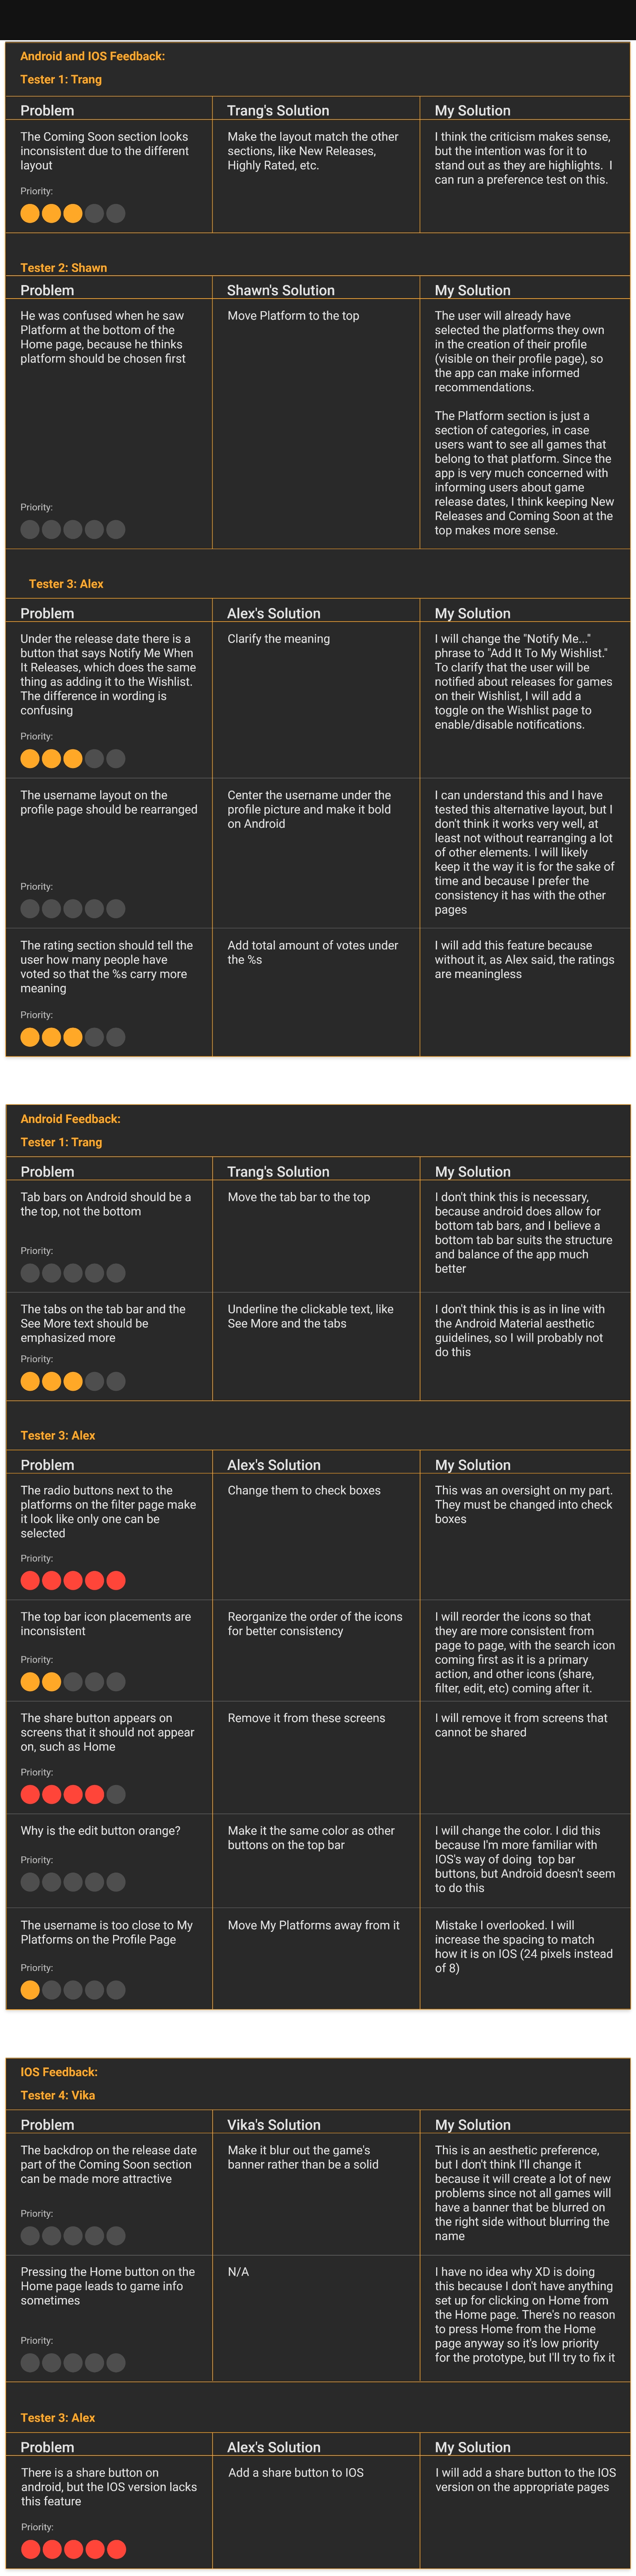 Android and IOS Feedback:
Tester 1: Trang
Problem
Trang's Solution
My Solution
The Coming Soon section looks
inconsistent due to the different
layout
Priority:
Make the layout match the other
sections, like New Releases,
Highly Rated, etc.
I think the criticism makes sense,
but the intention was for it to
stand out as they are highlights.  I
can run a preference test on this.
Tester 2: Shawn
Problem
Shawn's Solution
My Solution
He was confused when he saw
Platform at the bottom of the
Home page, because he thinks
platform should be chosen first
Priority:
Move Platform to the top
The user will already have
selected the platforms they own
in the creation of their profile
(visible on their profile page), so
the app can make informed
recommendations.
The Platform section is just a
section of categories, in case
users want to see all games that
belong to that platform. Since the
app is very much concerned with
informing users about game
release dates, I think keeping New
Releases and Coming Soon at the
top makes more sense.
Tester 3: Alex
Problem
Alex's Solution
My Solution
Under the release date there is a
button that says Notify Me When
It Releases, which does the same
thing as adding it to the Wishlist.
The difference in wording is
confusing
Priority:
Clarify the meaning
I will change the "Notify Me..."
phrase to "Add It To My Wishlist."
To clarify that the user will be
notified about releases for games
on their Wishlist, I will add a
toggle on the Wishlist page to
enable/disable notifications.
The username layout on the
profile page should be rearranged
Priority:
Center the username under the
profile picture and make it bold
on Android
I can understand this and I have
tested this alternative layout, but I
don't think it works very well, at
least not without rearranging a lot
of other elements. I will likely
keep it the way it is for the sake of
time and because I prefer the
consistency it has with the other
pages
The rating section should tell the
user how many people have
voted so that the %s carry more
meaning
Priority:
Add total amount of votes under
the %s
I will add this feature because
without it, as Alex said, the ratings
are meaningless
Android Feedback:
Tester 1: Trang
Problem
Trang's Solution
My Solution
Tab bars on Android should be a
the top, not the bottom
Priority:
Move the tab bar to the top
I don't think this is necessary,
because android does allow for
bottom tab bars, and I believe a
bottom tab bar suits the structure
and balance of the app much
better
The tabs on the tab bar and the
See More text should be
emphasized more
Priority:
Underline the clickable text, like
See More and the tabs
I don't think this is as in line with
the Android Material aesthetic
guidelines, so I will probably not
do this
Tester 3: Alex
Problem
Alex's Solution
My Solution
The radio buttons next to the
platforms on the filter page make
it look like only one can be
selected
Priority:
Change them to check boxes
This was an oversight on my part.
They must be changed into check
boxes
The top bar icon placements are
inconsistent
Priority:
Reorganize the order of the icons
for better consistency
I will reorder the icons so that
they are more consistent from
page to page, with the search icon
coming first as it is a primary
action, and other icons (share,
filter, edit, etc) coming after it.
The share button appears on
screens that it should not appear
on, such as Home
Priority:
Remove it from these screens
I will remove it from screens that
cannot be shared
Why is the edit button orange?
Priority:
Make it the same color as other
buttons on the top bar
I will change the color. I did this
because I'm more familiar with
IOS's way of doing  top bar
buttons, but Android doesn't seem
to do this
The username is too close to My
Platforms on the Profile Page
Priority:
Move My Platforms away from it
Mistake I overlooked. I will
increase the spacing to match
how it is on IOS (24 pixels instead
of 8)
IOS Feedback:
Tester 4: Vika
Problem
Vika's Solution
My Solution
The backdrop on the release date
part of the Coming Soon section
can be made more attractive
Priority:
Make it blur out the game's
banner rather than be a solid
This is an aesthetic preference,
but I don't think I'll change it
because it will create a lot of new
problems since not all games will
have a banner that be blurred on
the right side without blurring the
name
Pressing the Home button on the
Home page leads to game info
sometimes
Priority:
N/A
I have no idea why XD is doing
this because I don't have anything
set up for clicking on Home from
the Home page. There's no reason
to press Home from the Home
page anyway so it's low priority
for the prototype, but I'll try to fix it
Tester 3: Alex
Problem
Alex's Solution
My Solution
There is a share button on
android, but the IOS version lacks
this feature
Priority:
Add a share button to IOS
I will add a share button to the IOS
version on the appropriate pages